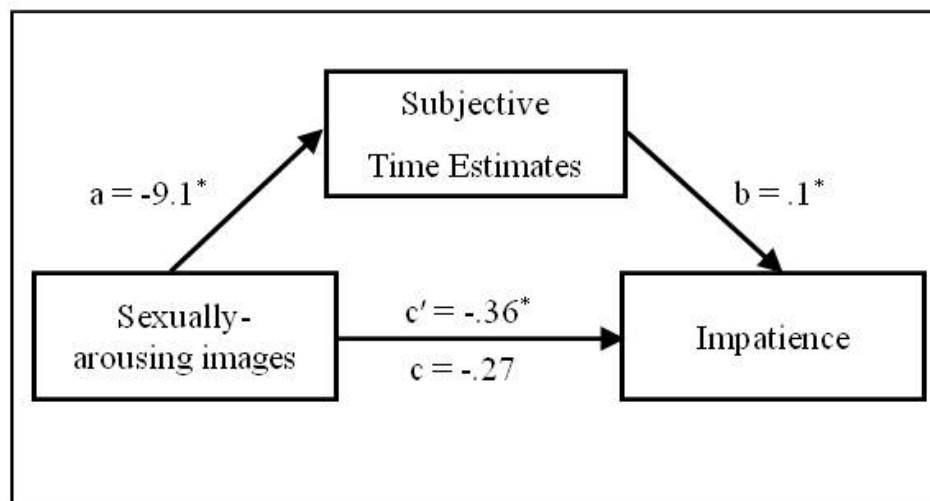 Subjective
Time Estimates
a = -9.1*
b = .1*
Sexually-
arousing images
c' = -.36*
c = -.27
Impatience